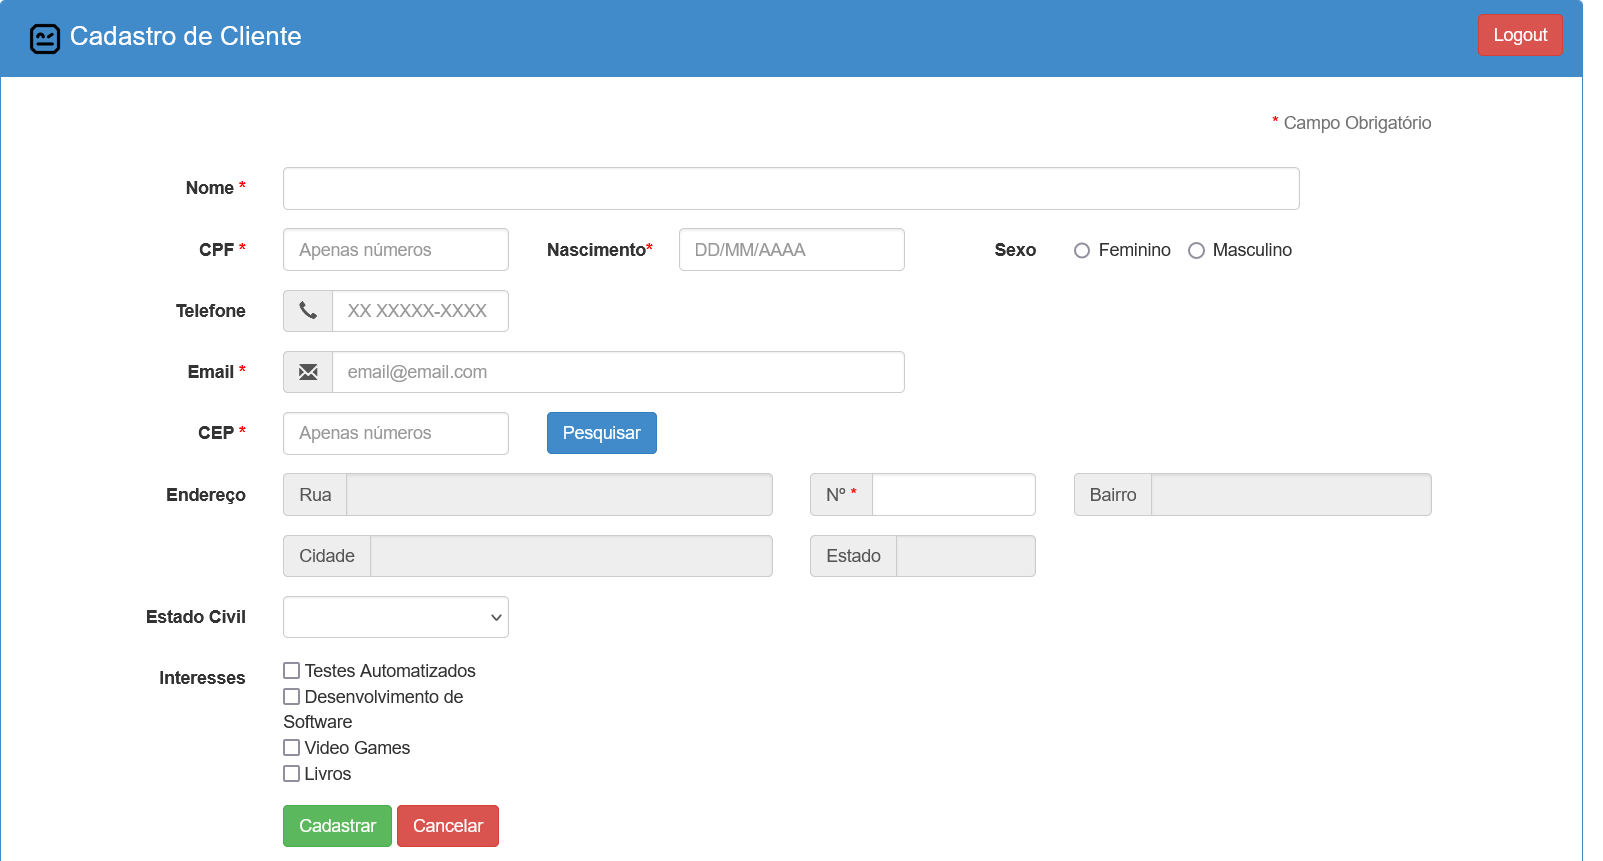 Cadastro de Cliente
Logout
* Campo Obrigatório
Nome *
CPF * Apenas números Nascimento* DD/MM/AAAA Sexo Feminino Masculino
Telefone XX XXXXX-XXXX
Email * email@email.com
CEP * Apenas números Pesquisar
Endereço Rua Nº * Bairro
Cidade Estado
Estado Civil
Interesses Testes Automatizados
Desenvolvimento de
Software
Video Games
Livros
Cadastrar Cancelar